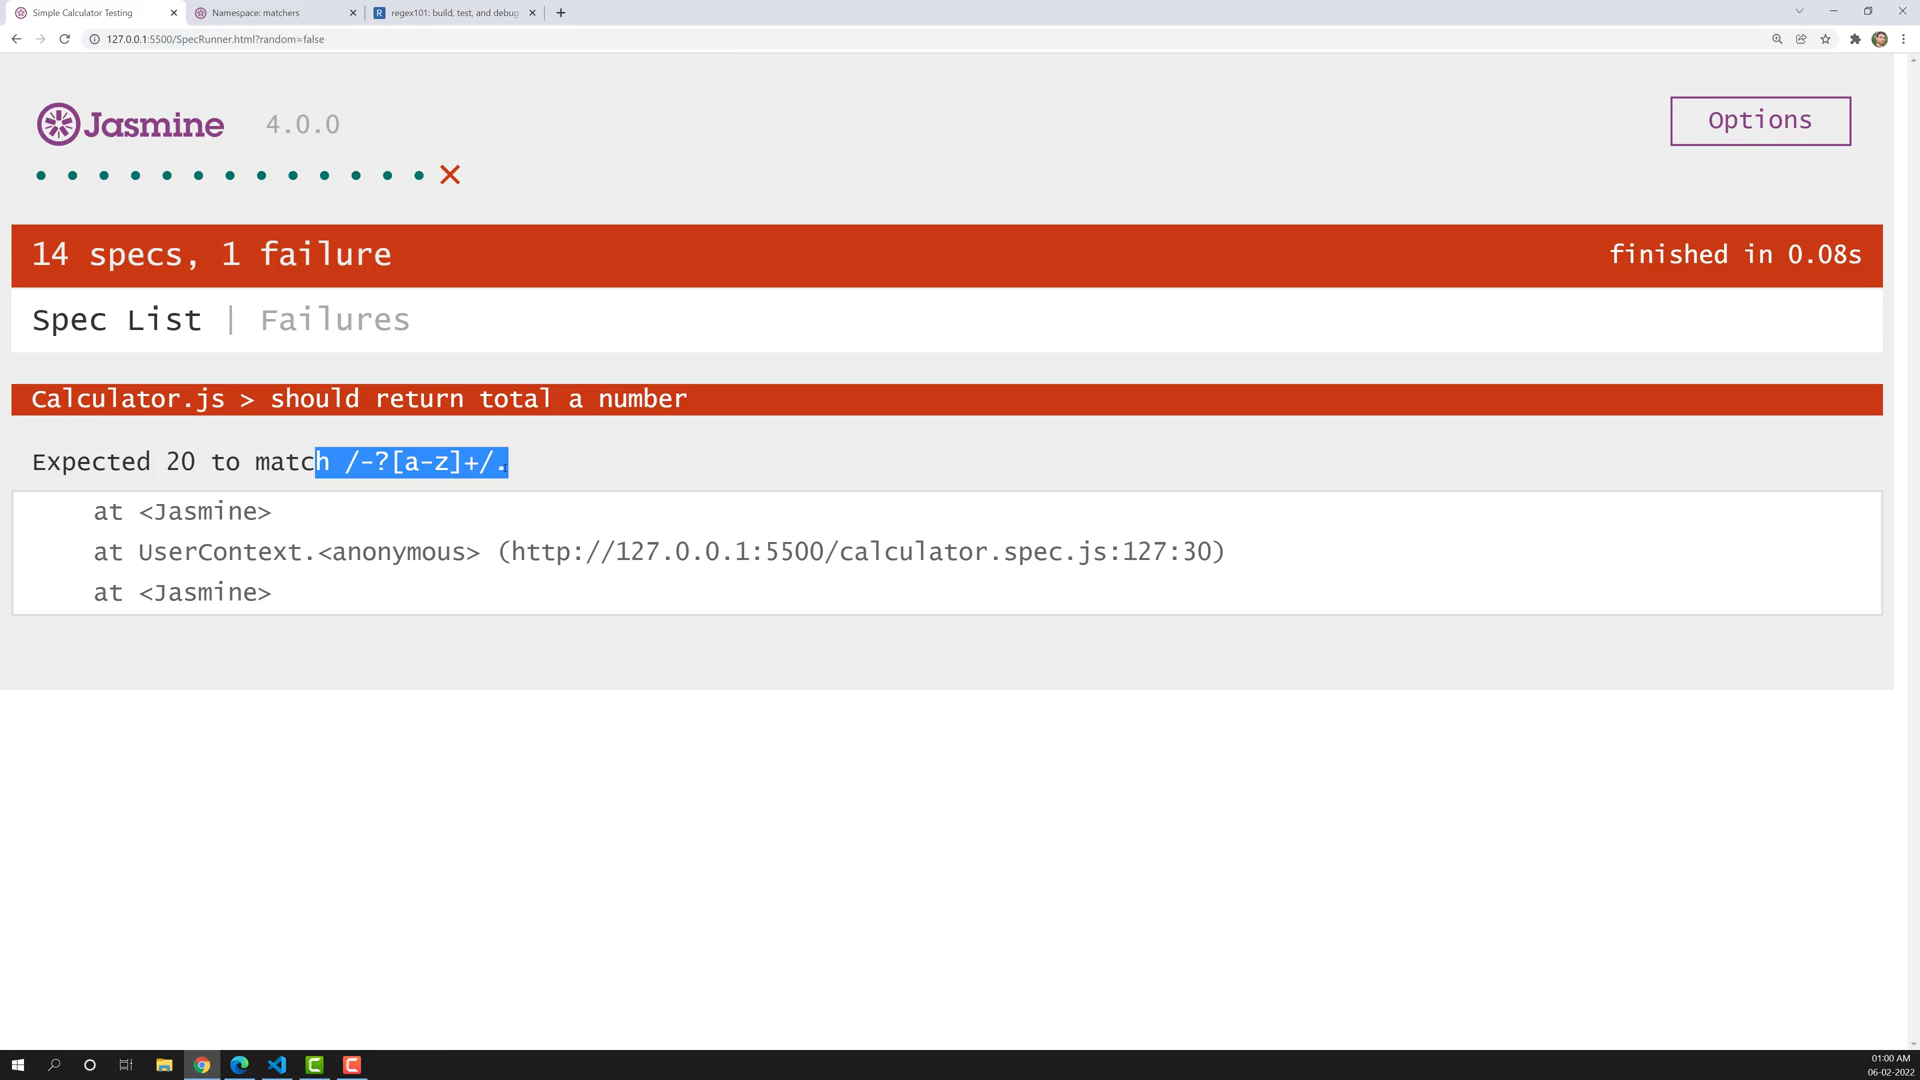 Simple Calculator Testing
Namespace: matchers
regex101: build, test, and debug
127.0.0.1:5500/SpecRunner.html?random=false
Jasmine 4.0.0
Options
14 specs, 1 failure
finished in 0.08s
Spec List | Failures
Calculator.js > should return total a number
Expected 20 to match /-?[a-z]+/.
at <Jasmine>
at UserContext.<anonymous> (http://127.0.0.1:5500/calculator.spec.js:127:30)
at <Jasmine>
01:00 AM
06-02-2022